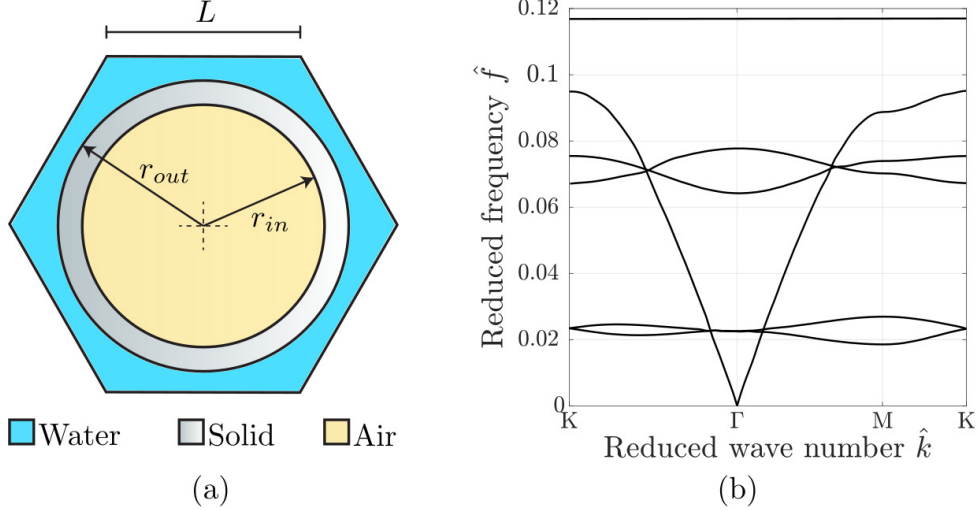 L
r_out
r_in
Water
Solid
Air
(a)
0.12
0.1
0.08
0.06
0.04
0.02
0
Reduced frequency f̂
K
Γ
M
K
Reduced wave number k̂
(b)